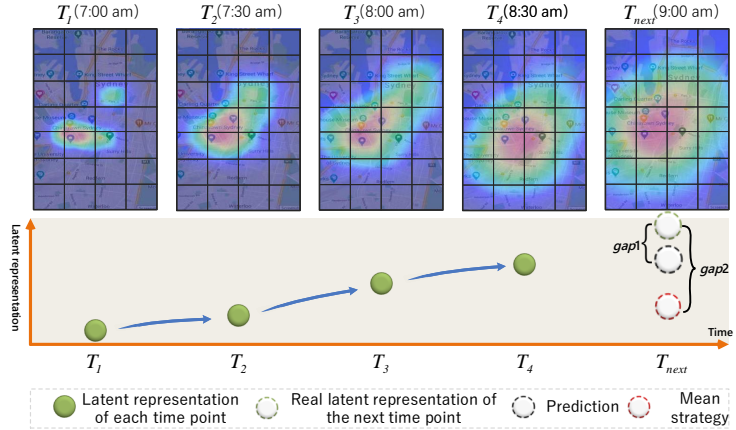 T1(7:00 am) T2(7:30 am) T3(8:00 am) T4(8:30 am) Tnext(9:00 am)
Sydney
Latent representation
gap1
gap2
Time
T1 T2 T3 T4 Tnext
Latent representation of each time point
Real latent representation of the next time point
Prediction
Mean strategy